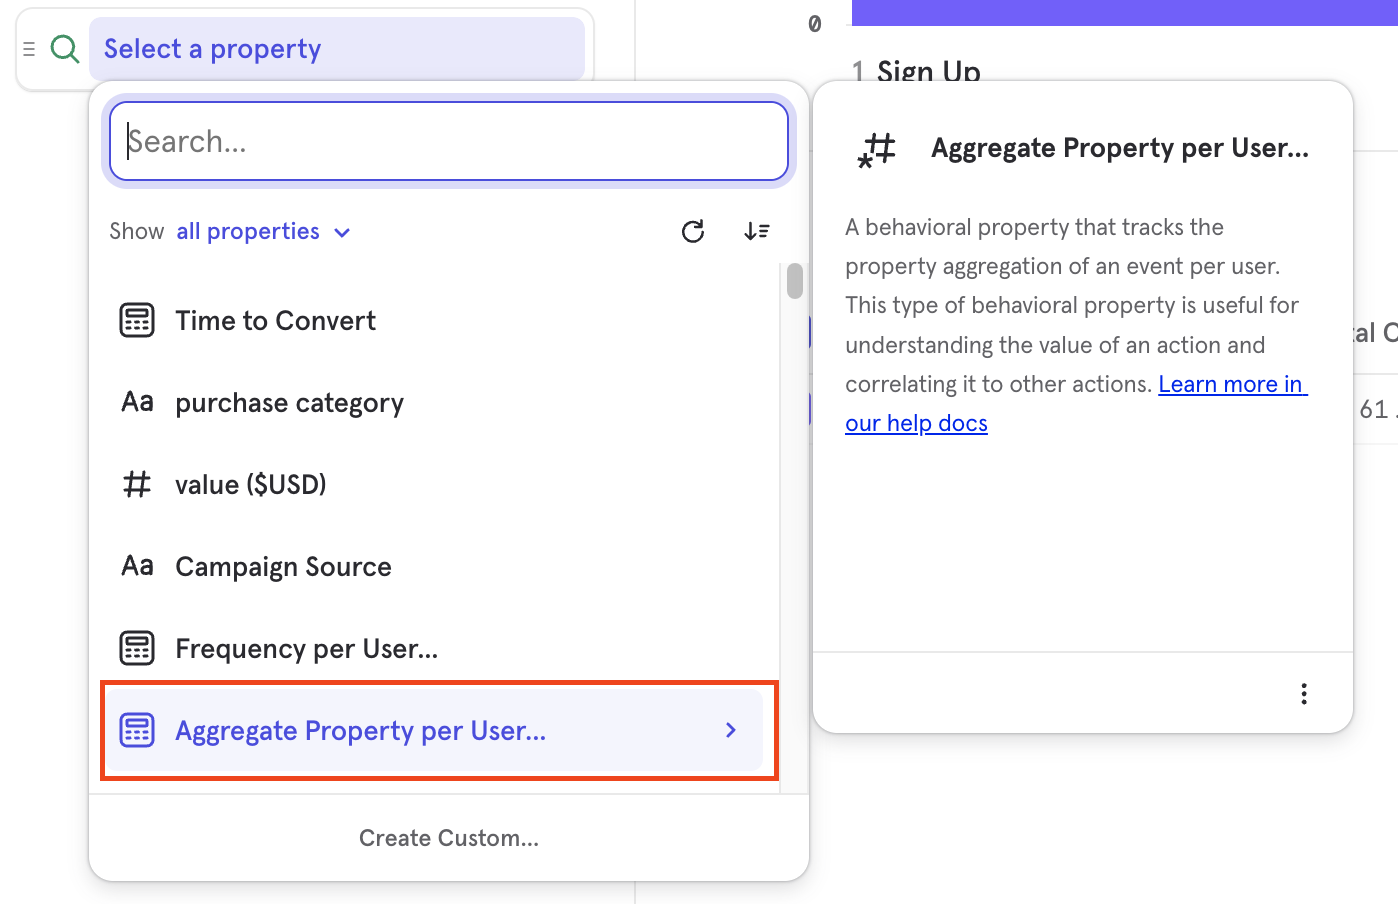 Select a property
Search...
Show all properties
Time to Convert
Aa purchase category
# value ($USD)
Aa Campaign Source
Frequency per User...
Aggregate Property per User...
Create Custom...
0
1 Sign Up
*# Aggregate Property per User...
A behavioral property that tracks the
property aggregation of an event per user.
This type of behavioral property is useful for
understanding the value of an action and
correlating it to other actions. Learn more in
our help docs
61